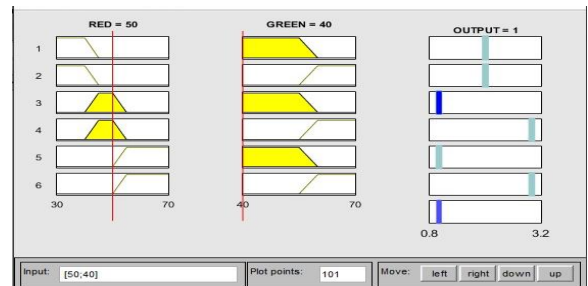 RED = 50 GREEN = 40 OUTPUT = 1
1
2
3
4
5
6
30 70 40 70 0.8 3.2
Input: [50;40] Plot points: 101 Move: left right down up